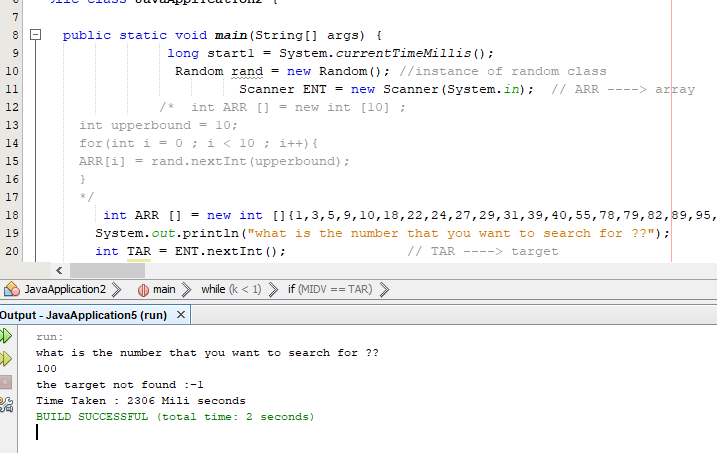 6 public class JavaApplication2 {
7
8 public static void main(String[] args) {
9 long start1 = System.currentTimeMillis();
10 Random rand = new Random(); //instance of random class
11 Scanner ENT = new Scanner(System.in); // ARR ----> array
12 /* int ARR [] = new int [10] ;
13 int upperbound = 10;
14 for(int i = 0 ; i < 10 ; i++){
15 ARR[i] = rand.nextInt(upperbound);
16 }
17 */
18 int ARR [] = new int []{1,3,5,9,10,18,22,24,27,29,31,39,40,55,78,79,82,89,95,
19 System.out.println("what is the number that you want to search for ??");
20 int TAR = ENT.nextInt(); // TAR ----> target
JavaApplication2 main while (k < 1) if (MIDV == TAR)
Output - JavaApplication5 (run) ×
run:
what is the number that you want to search for ??
100
the target not found :-1
Time Taken : 2306 Mili seconds
BUILD SUCCESSFUL (total time: 2 seconds)